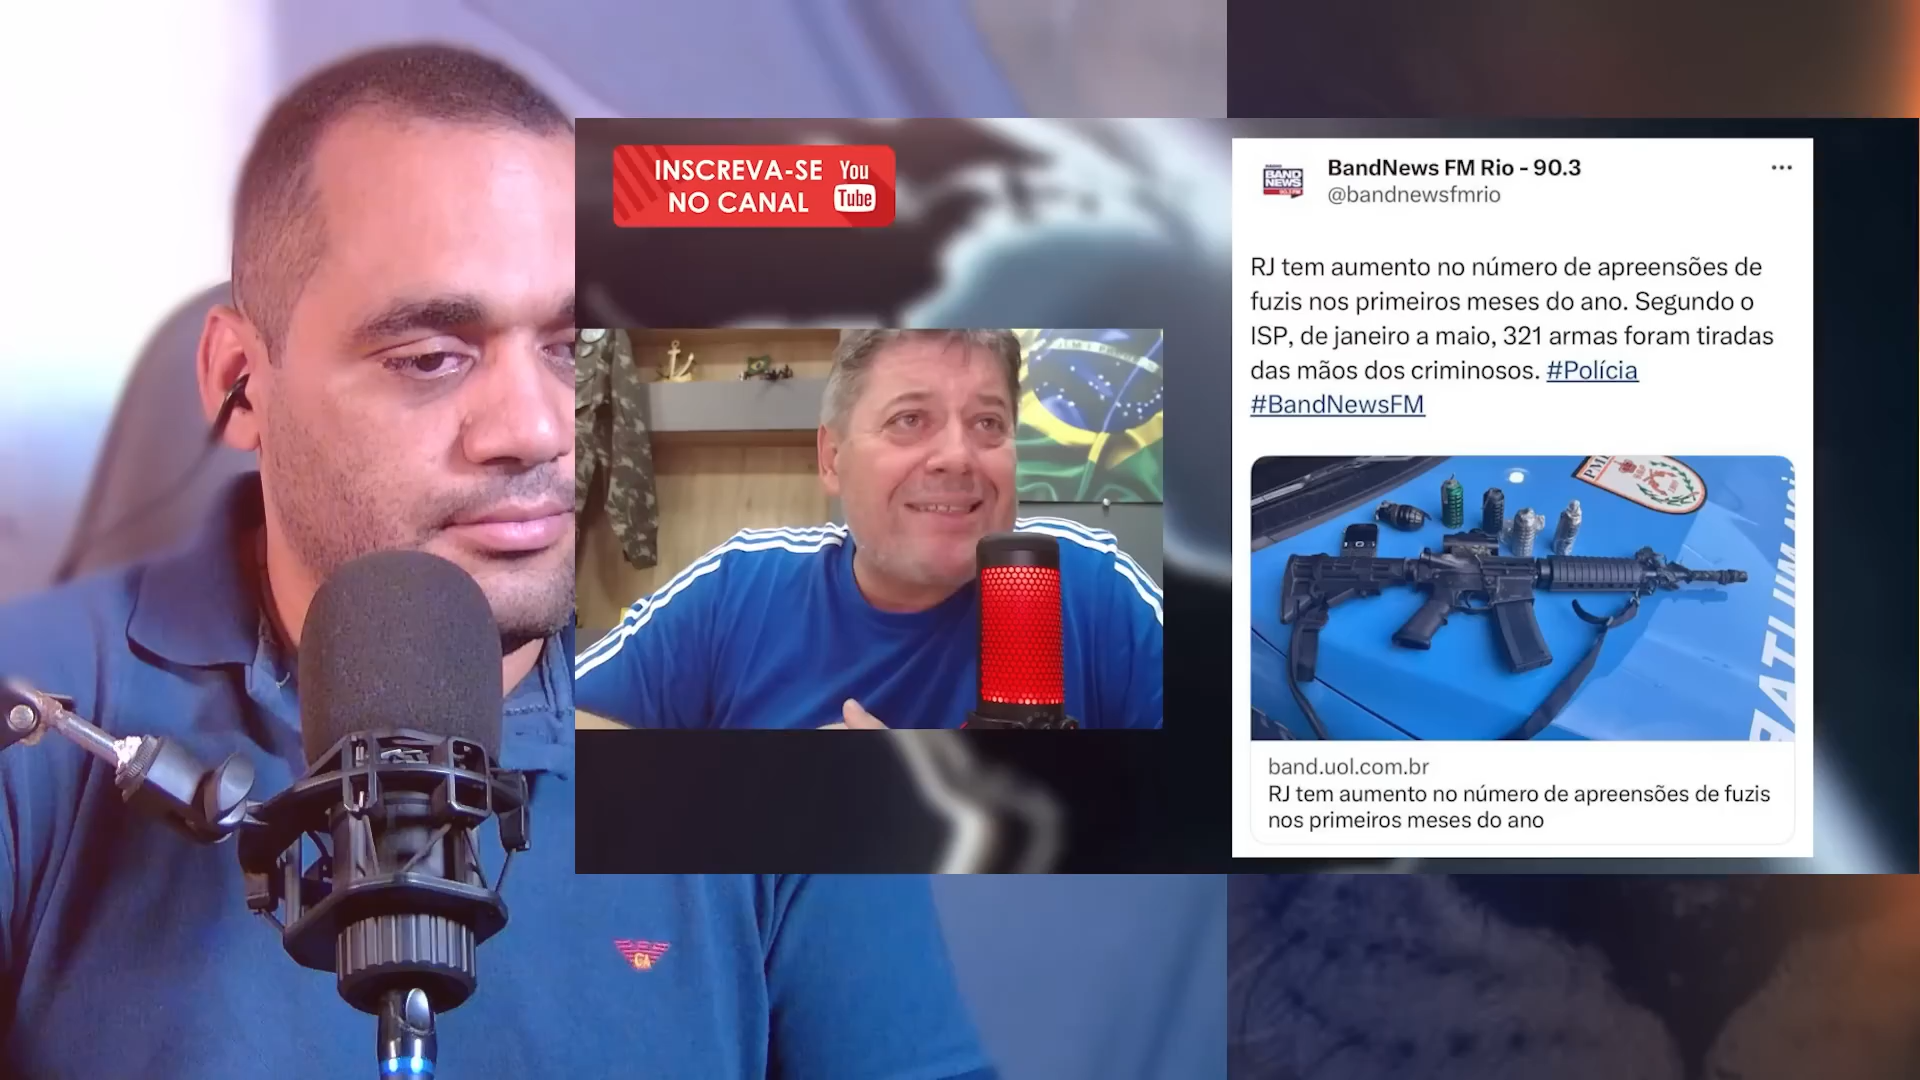 INSCREVA-SE
NO CANAL
You
Tube
BAND
NEWS
BandNews FM Rio - 90.3
@bandnewsfmrio
RJ tem aumento no número de apreensões de
fuzis nos primeiros meses do ano. Segundo o
ISP, de janeiro a maio, 321 armas foram tiradas
das mãos dos criminosos. #Polícia
#BandNewsFM
band.uol.com.br
RJ tem aumento no número de apreensões de fuzis
nos primeiros meses do ano
GA